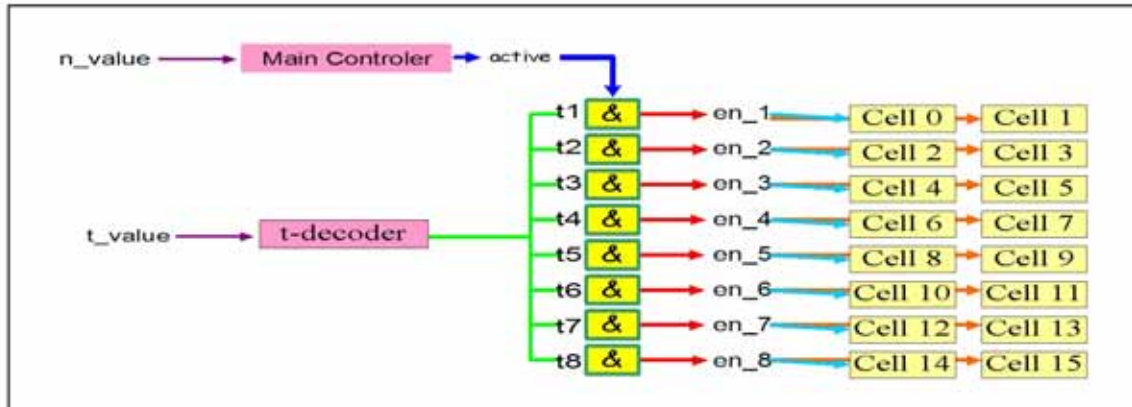 n_value Main Controler active
t1 & en_1 Cell 0 Cell 1
t2 & en_2 Cell 2 Cell 3
t3 & en_3 Cell 4 Cell 5
t4 & en_4 Cell 6 Cell 7
t_value t-decoder
t5 & en_5 Cell 8 Cell 9
t6 & en_6 Cell 10 Cell 11
t7 & en_7 Cell 12 Cell 13
t8 & en_8 Cell 14 Cell 15